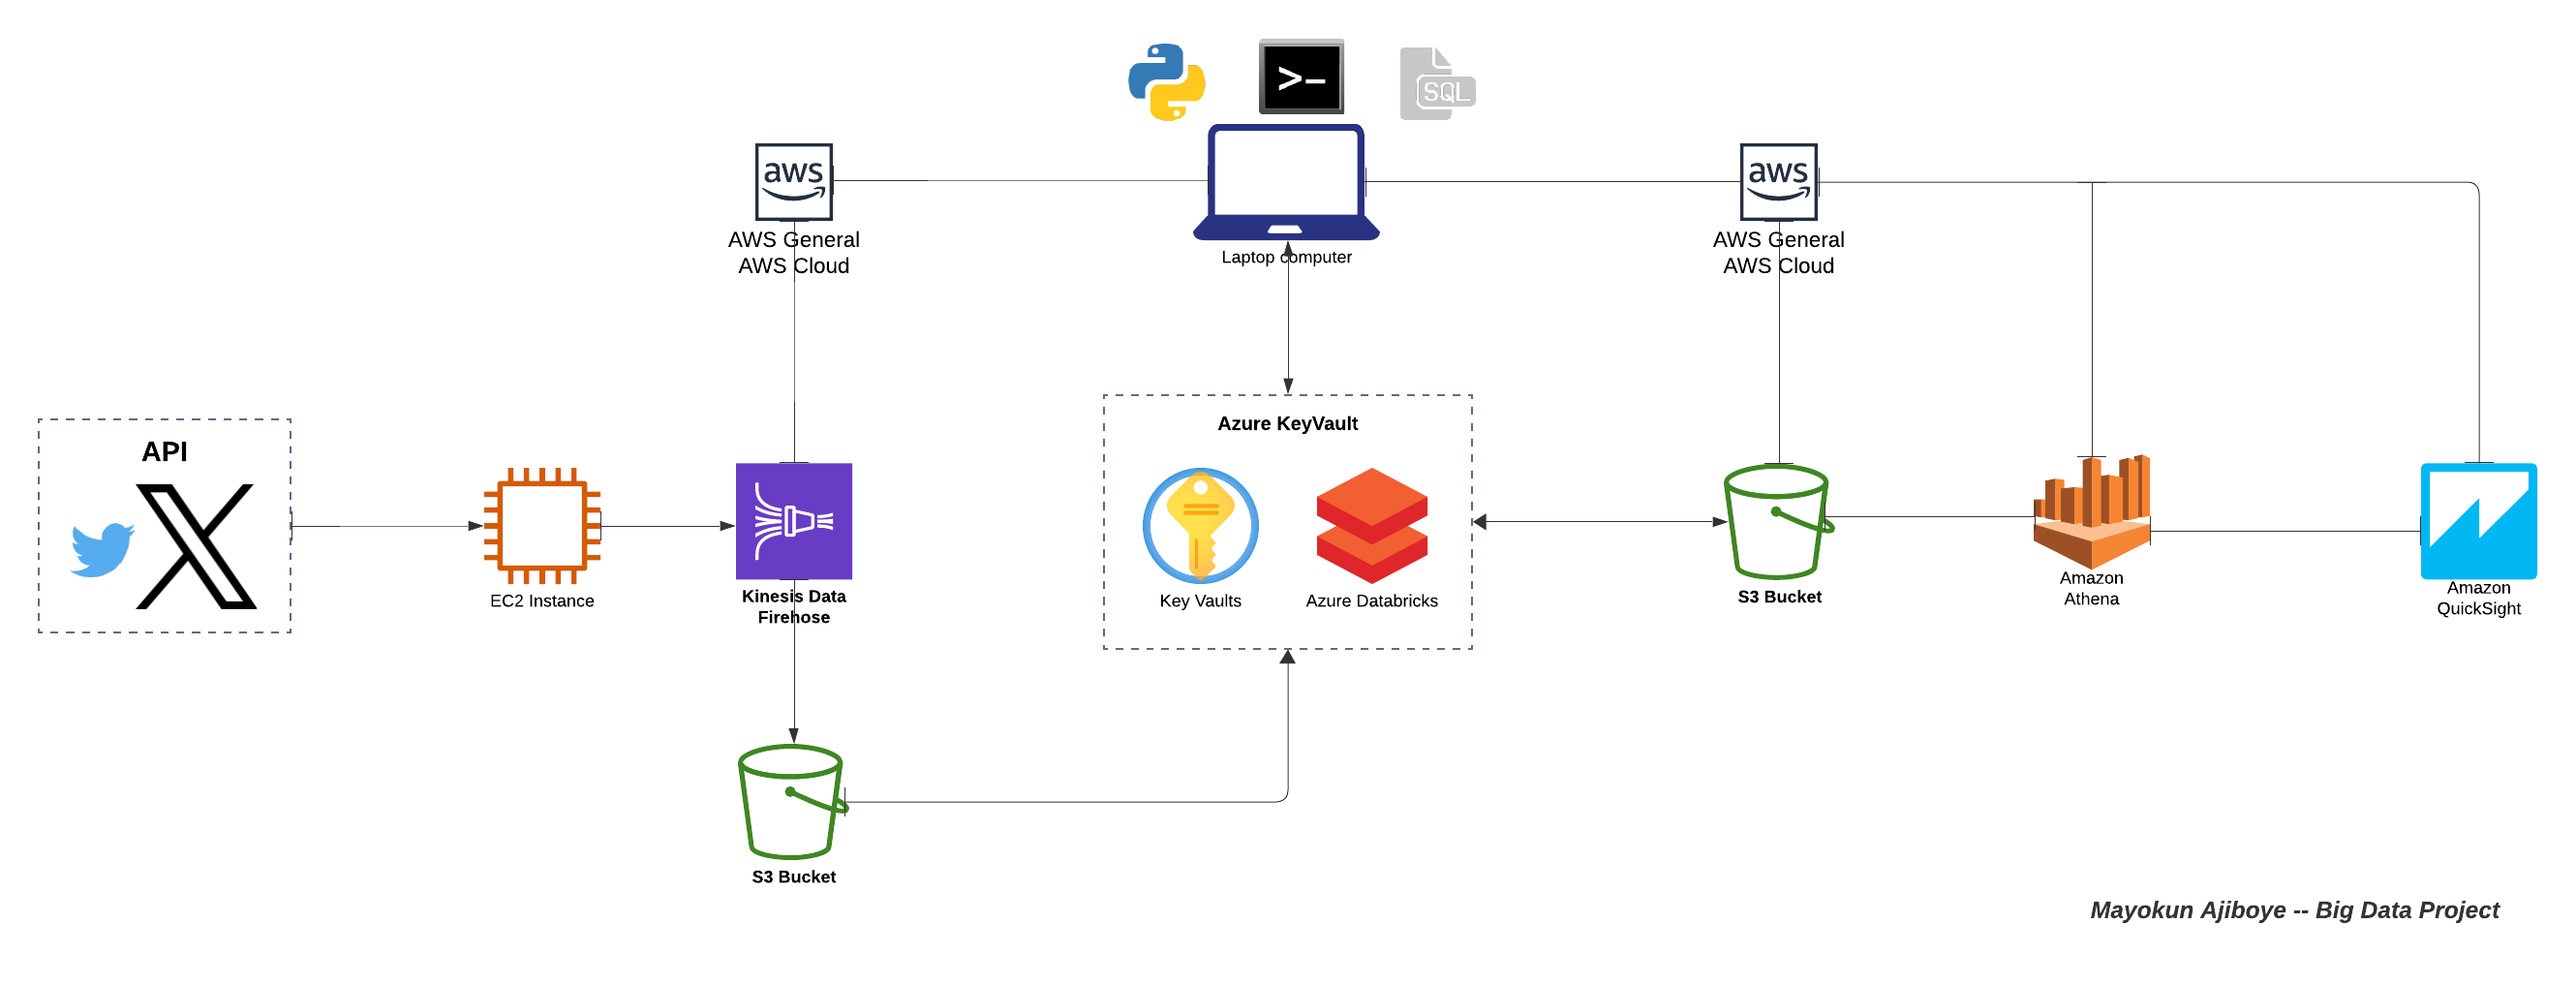 >-
SQL
aws
AWS General
AWS Cloud
Laptop computer
aws
AWS General
AWS Cloud
API
EC2 Instance
Kinesis Data
Firehose
Azure KeyVault
Key Vaults
Azure Databricks
S3 Bucket
Amazon
Athena
Amazon
QuickSight
S3 Bucket
Mayokun Ajiboye -- Big Data Project